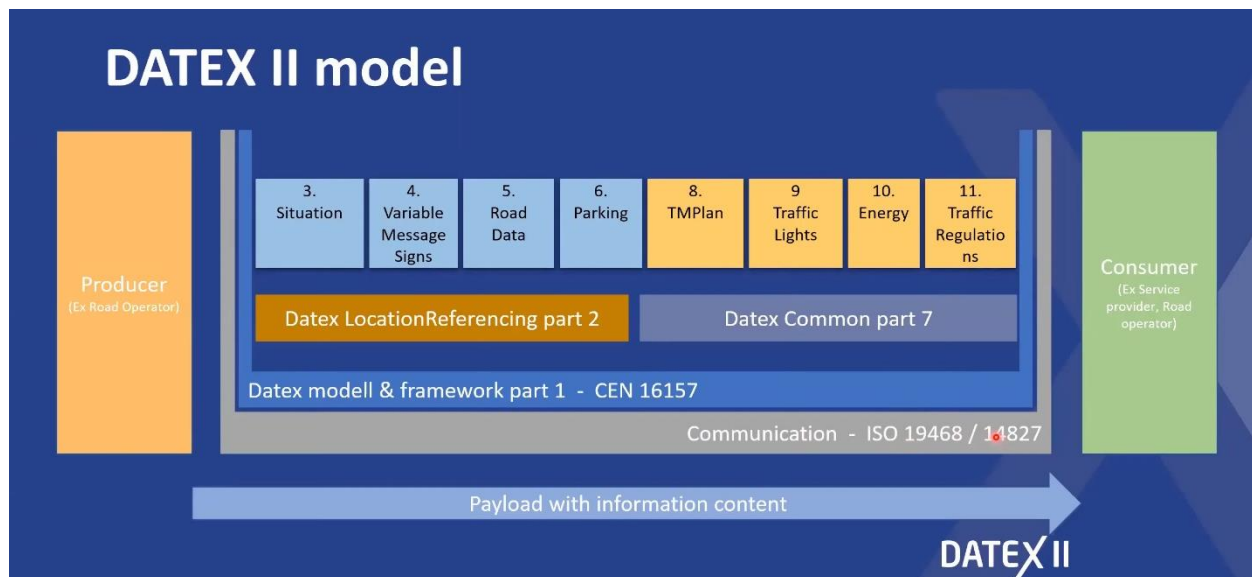 DATEX II model
Producer
(Ex Road Operator)
3.
Situation
4.
Variable
Message
Signs
5.
Road
Data
6.
Parking
8.
TMPlan
9
Traffic
Lights
10.
Energy
11.
Traffic
Regulatio
ns
Datex LocationReferencing part 2
Datex Common part 7
Datex modell & framework part 1 - CEN 16157
Communication - ISO 19468 / 14827
Consumer
(Ex Service
provider, Road
operator)
Payload with information content
DATEX II